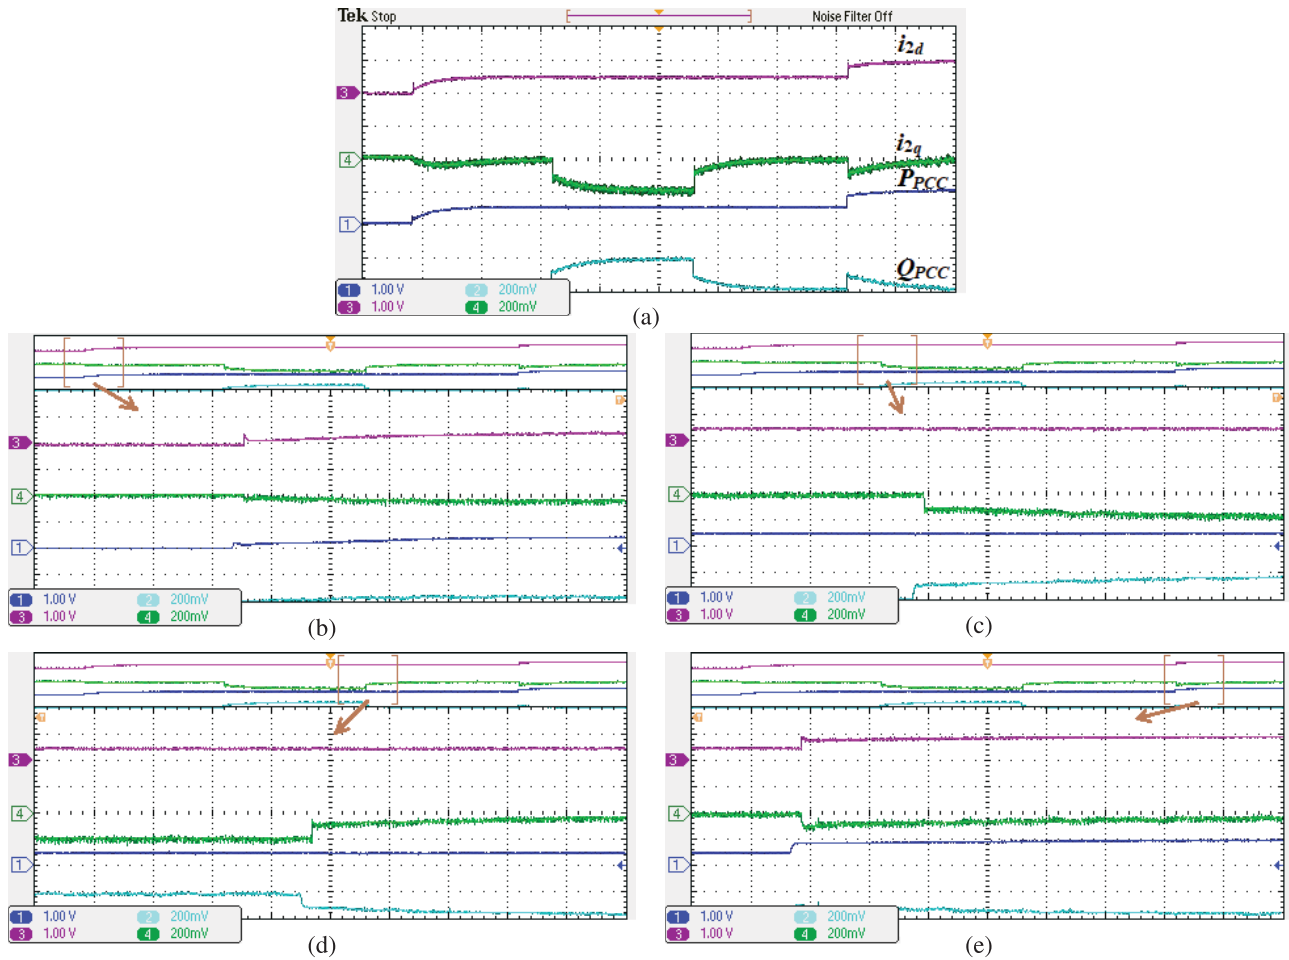 Tek Stop Noise Filter Off
i2d
3
i2q
4
PPCC
1
QPCC
1 1.00 V 2 200mV
3 1.00 V 4 200mV
(a)
T T
T T
3 3
4 4
1 1
1 1.00 V 2 200mV 1 1.00 V 2 200mV
3 1.00 V 4 200mV 3 1.00 V 4 200mV
(b) (c)
T T
T T
3 3
4 4
1 1
1 1.00 V 2 200mV 1 1.00 V 2 200mV
3 1.00 V 4 200mV 3 1.00 V 4 200mV
(d) (e)